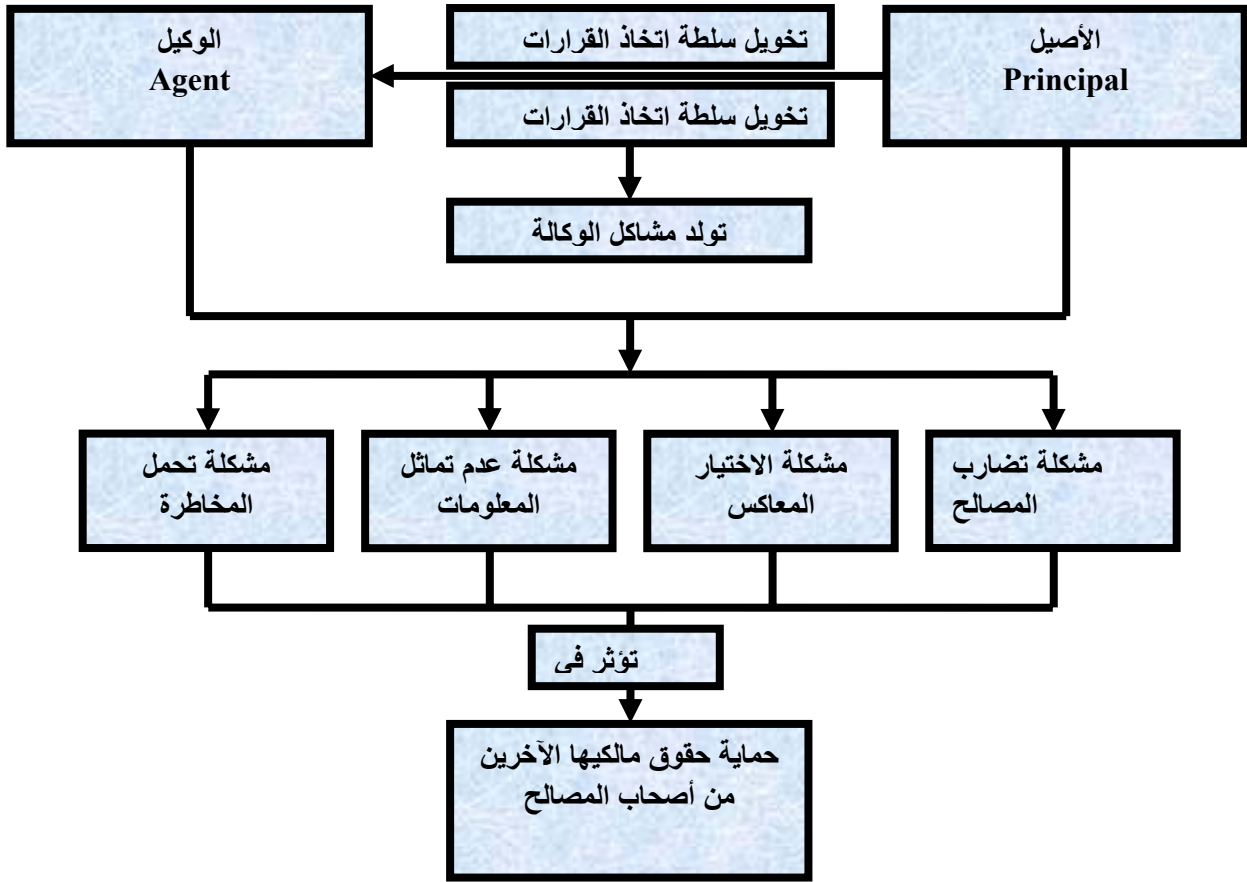 الأصيل
Principal
تخويل سلطة اتخاذ القرارات
الوكيل
Agent
تخويل سلطة اتخاذ القرارات
تولد مشاكل الوكالة
مشكلة تضارب
المصالح
مشكلة الاختيار
المعاكس
مشكلة عدم تماثل
المعلومات
مشكلة تحمل
المخاطرة
تؤثر في
حماية حقوق مالكيها الآخرين
من أصحاب المصالح